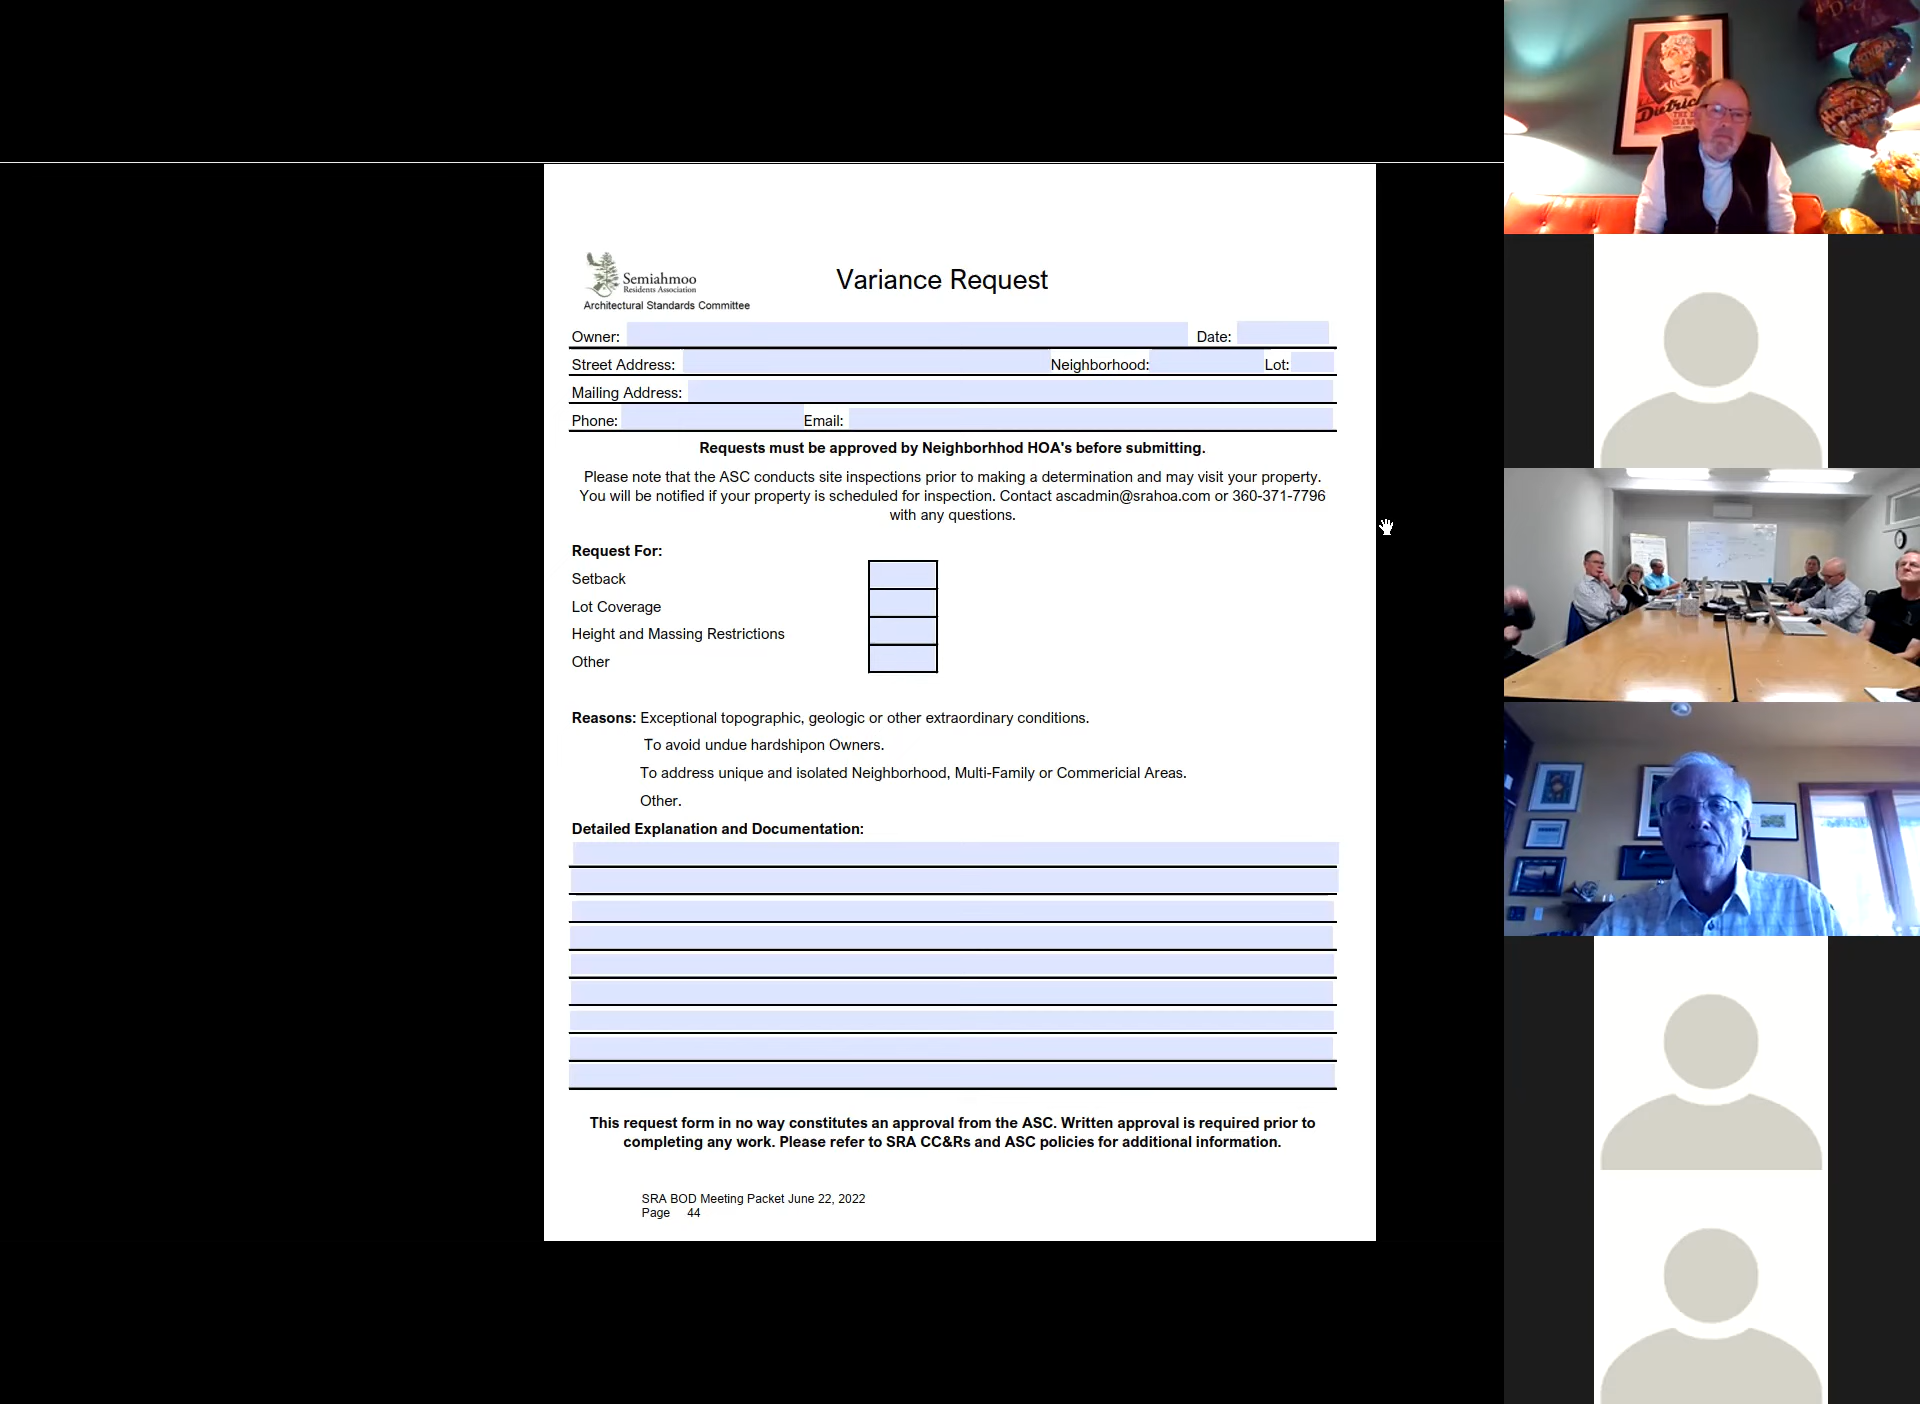 Semiahmoo
Residents Association
Architectural Standards Committee
Variance Request
Owner: Date:
Street Address: Neighborhood: Lot:
Mailing Address:
Phone: Email:
Requests must be approved by Neighborhhod HOA's before submitting.
Please note that the ASC conducts site inspections prior to making a determination and may visit your property.
You will be notified if your property is scheduled for inspection. Contact ascadmin@srahoa.com or 360-371-7796
with any questions.
Request For:
Setback
Lot Coverage
Height and Massing Restrictions
Other
Reasons: Exceptional topographic, geologic or other extraordinary conditions.
To avoid undue hardshipon Owners.
To address unique and isolated Neighborhood, Multi-Family or Commericial Areas.
Other.
Detailed Explanation and Documentation:
This request form in no way constitutes an approval from the ASC. Written approval is required prior to
completing any work. Please refer to SRA CC&Rs and ASC policies for additional information.
SRA BOD Meeting Packet June 22, 2022
Page 44
Dietrich